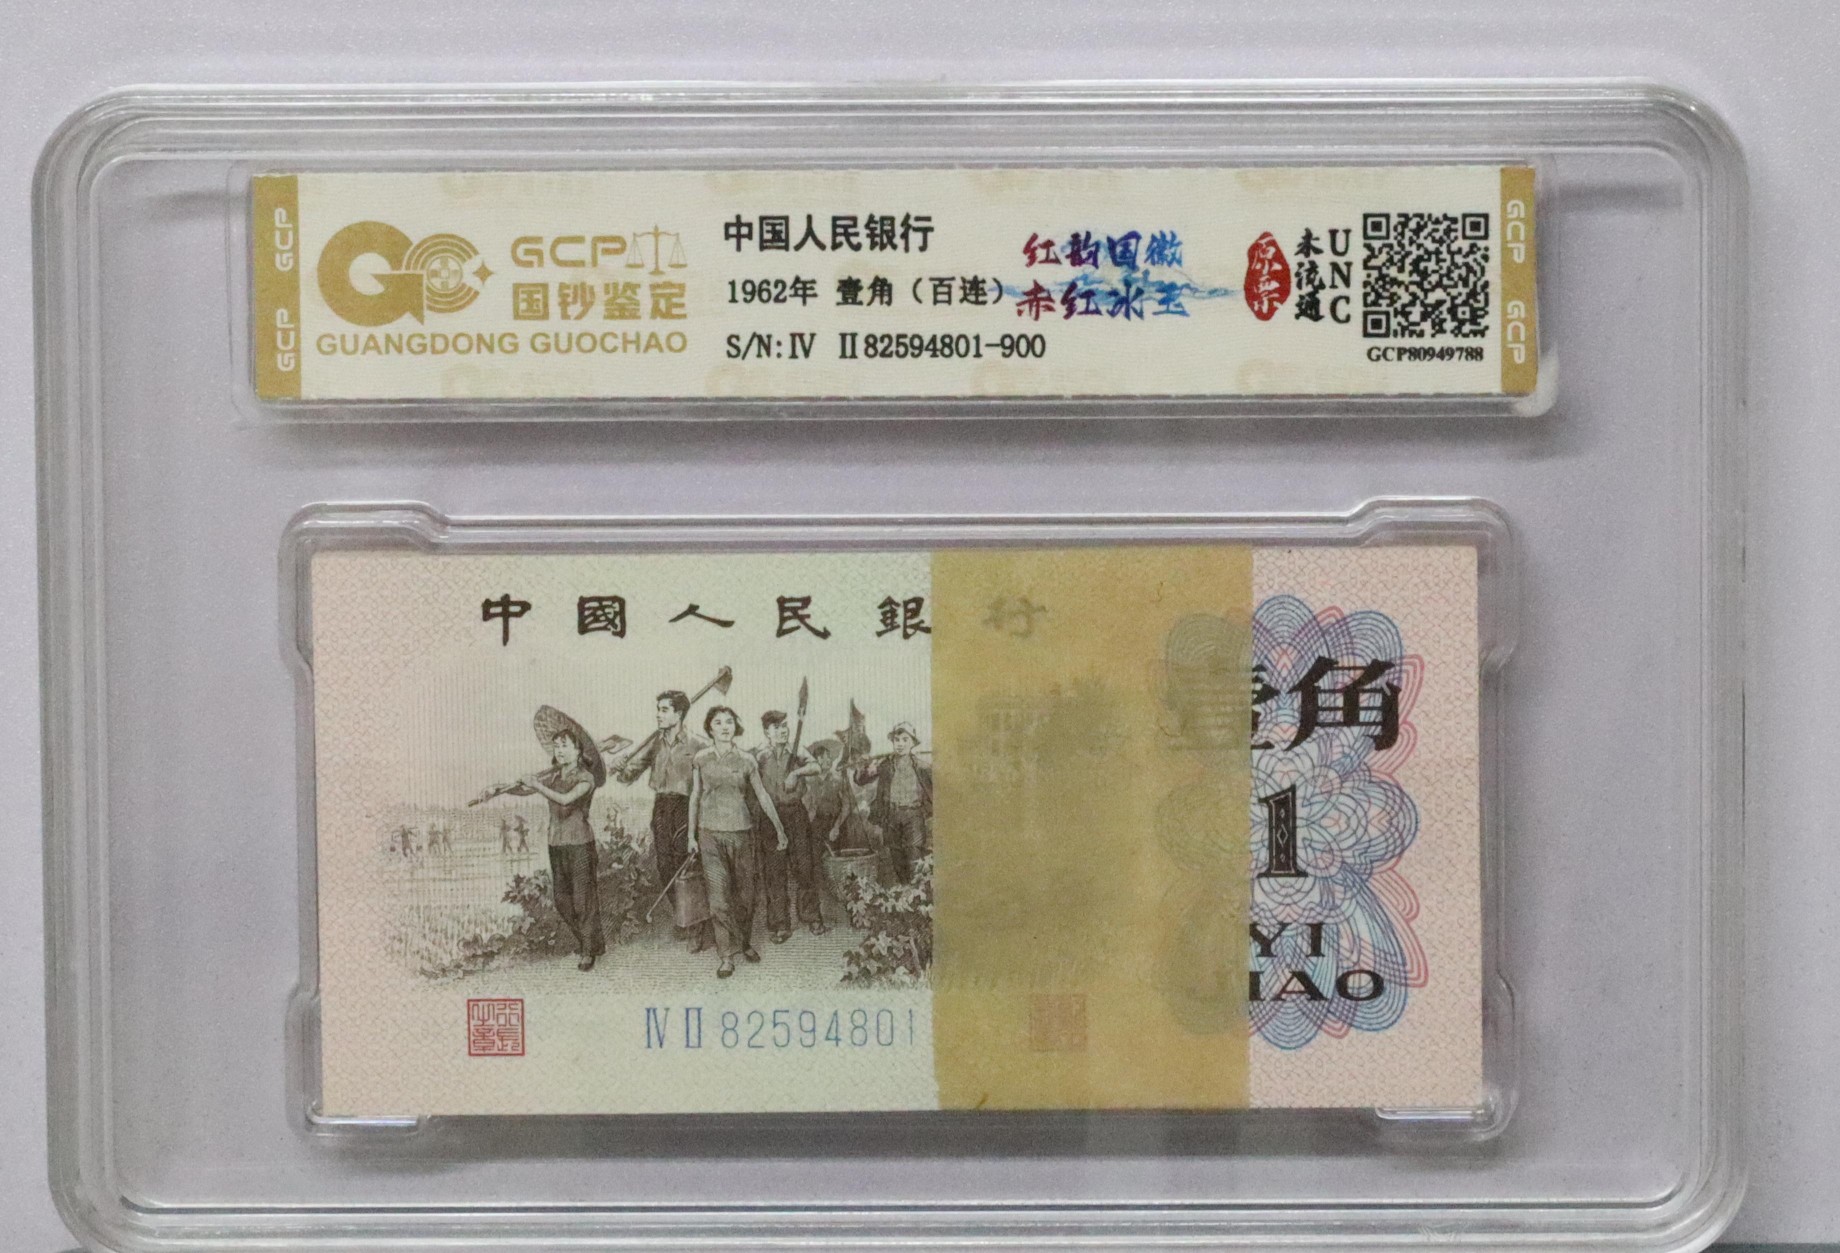 GCP
GCP
GCP
国钞鉴定
GUANGDONG GUOCHAO
中国人民银行
1962年 壹角（百连）
S/N: IV II 82594801-900
红韵国徽
赤红冰玉
原票
未流通
UNC
GCP80949788
GCP
GCP
中國人民銀行
壹角
1
YI
JIAO
IV II 82594801